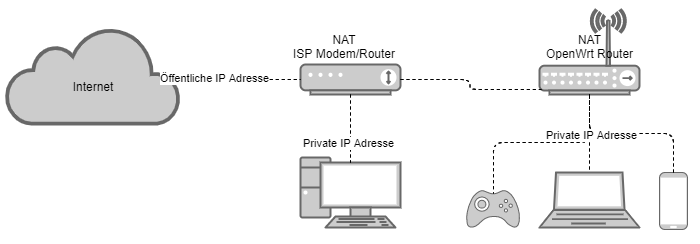 NAT
ISP Modem/Router
NAT
OpenWrt Router
Internet
Öffentliche IP Adresse
Private IP Adresse
Private IP Adresse